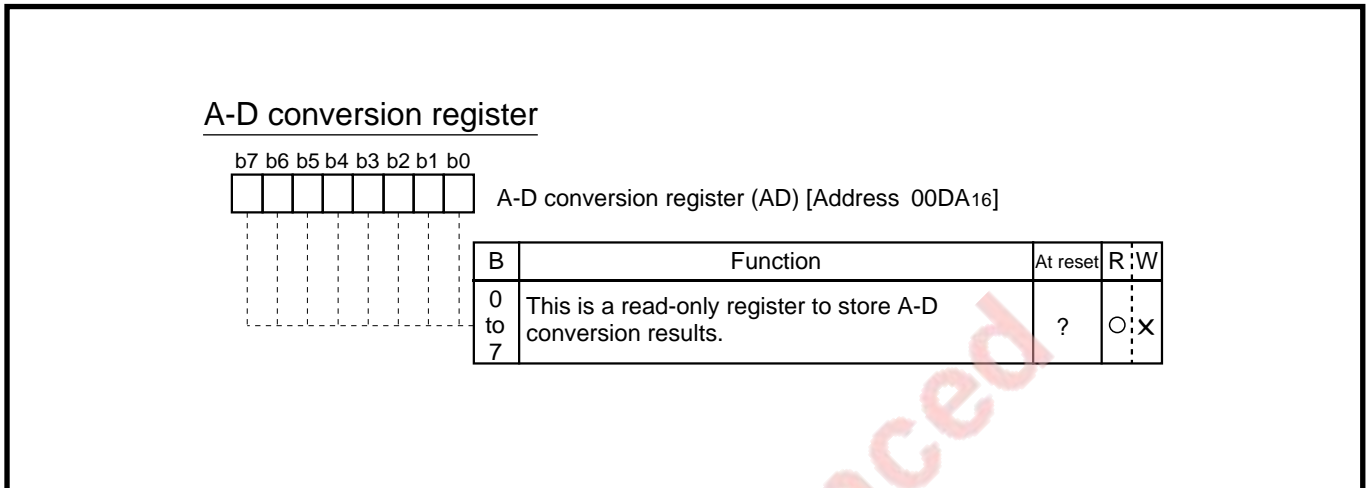 A-D conversion register
b7 b6 b5 b4 b3 b2 b1 b0
A-D conversion register (AD) [Address 00DA16]
B Function At reset R W
0 to 7 This is a read-only register to store A-D conversion results. ? ○ ×
nced